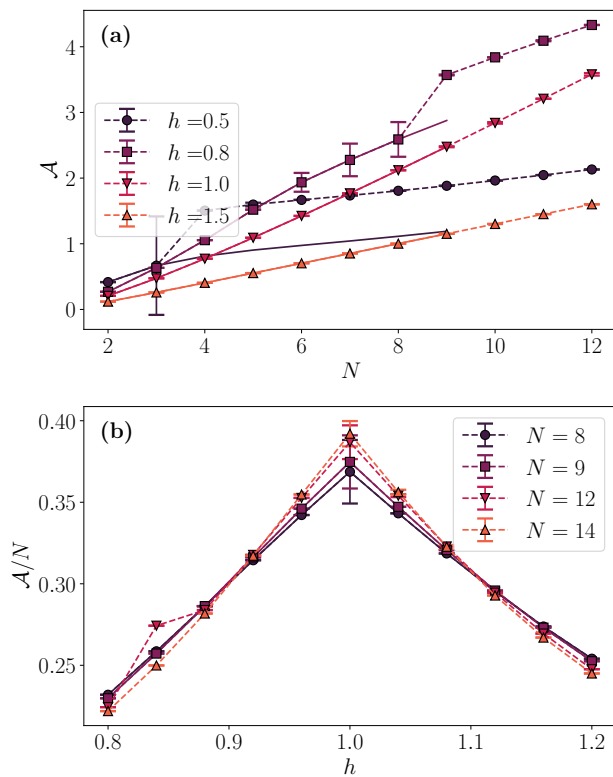 (a)
4
3
2
1
0
𝒜
h =0.5
h =0.8
h =1.0
h =1.5
2 4 6 8 10 12
N
(b)
0.40
0.35
0.30
0.25
𝒜/N
N = 8
N = 9
N = 12
N = 14
0.8 0.9 1.0 1.1 1.2
h